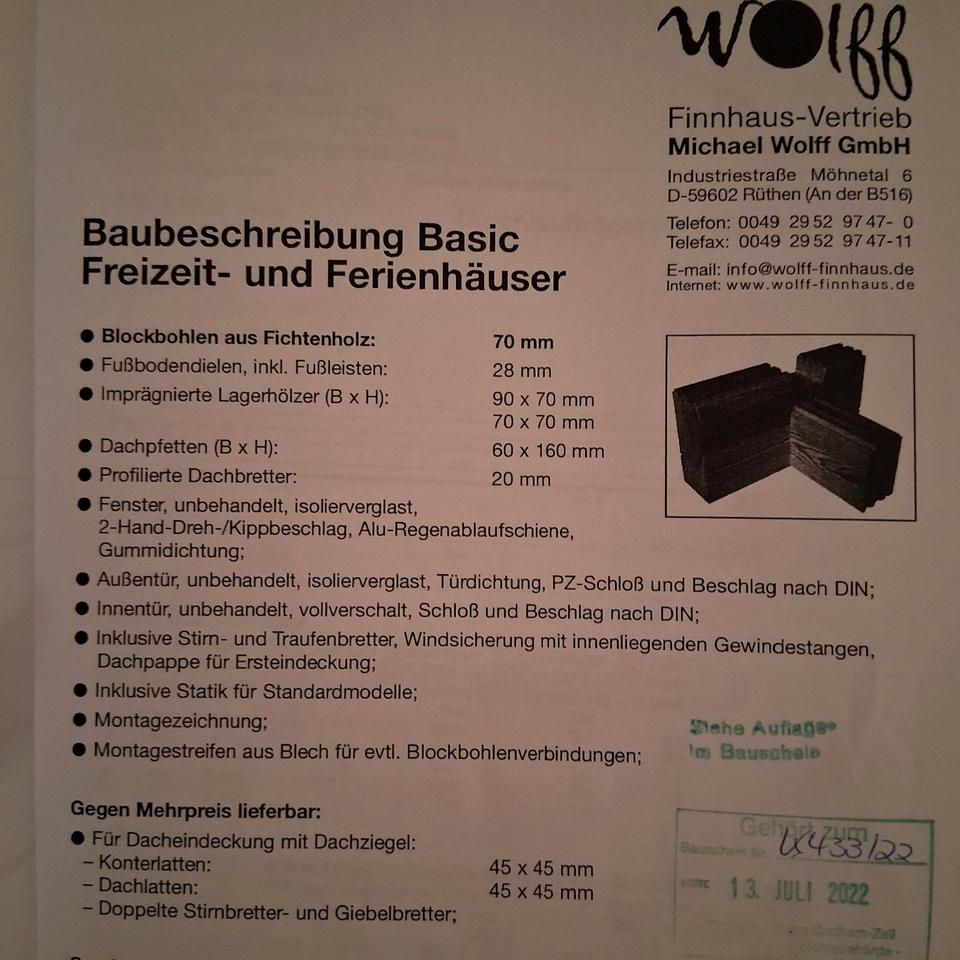 Wolff
Finnhaus-Vertrieb
Michael Wolff GmbH
Industriestraße Möhnetal 6
D-59602 Rüthen (An der B516)
Telefon: 0049 29 52 97 47- 0
Telefax: 0049 29 52 97 47-11
E-mail: info@wolff-finnhaus.de
Internet: www.wolff-finnhaus.de
Baubeschreibung Basic
Freizeit- und Ferienhäuser
● Blockbohlen aus Fichtenholz: 70 mm
● Fußbodendielen, inkl. Fußleisten: 28 mm
● Imprägnierte Lagerhölzer (B x H): 90 x 70 mm
70 x 70 mm
● Dachpfetten (B x H): 60 x 160 mm
● Profilierte Dachbretter: 20 mm
● Fenster, unbehandelt, isolierverglast,
2-Hand-Dreh-/Kippbeschlag, Alu-Regenablaufschiene,
Gummidichtung;
● Außentür, unbehandelt, isolierverglast, Türdichtung, PZ-Schloß und Beschlag nach DIN;
● Innentür, unbehandelt, vollverschalt, Schloß und Beschlag nach DIN;
● Inklusive Stirn- und Traufenbretter, Windsicherung mit innenliegenden Gewindestangen,
Dachpappe für Ersteindeckung;
● Inklusive Statik für Standardmodelle;
● Montagezeichnung;
● Montagestreifen aus Blech für evtl. Blockbohlenverbindungen;
Siehe Auflagen
im Bauschein
Gegen Mehrpreis lieferbar:
● Für Dacheindeckung mit Dachziegel:
– Konterlatten: 45 x 45 mm
– Dachlatten: 45 x 45 mm
– Doppelte Stirnbretter- und Giebelbretter;
Gehört zum
Bauschein Nr. 433/22
vom: 13. JULI 2022
Cochem-Zell